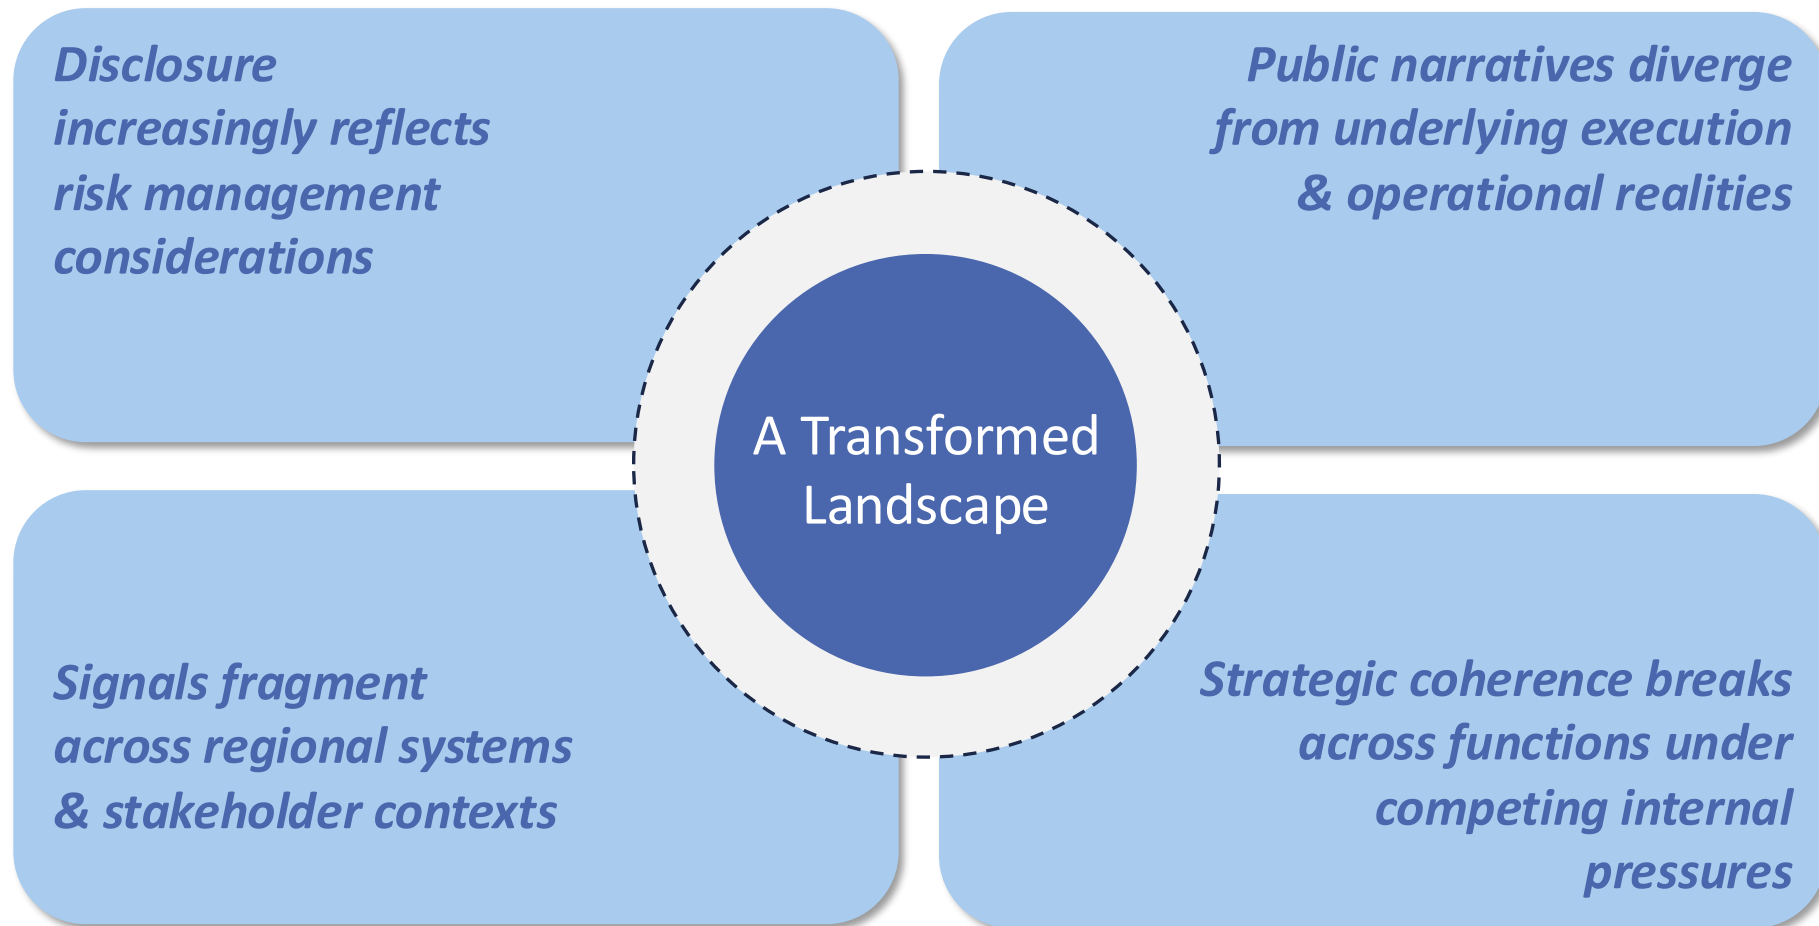 Disclosure
increasingly reflects
risk management
considerations
Public narratives diverge
from underlying execution
& operational realities
A Transformed
Landscape
Signals fragment
across regional systems
& stakeholder contexts
Strategic coherence breaks
across functions under
competing internal
pressures